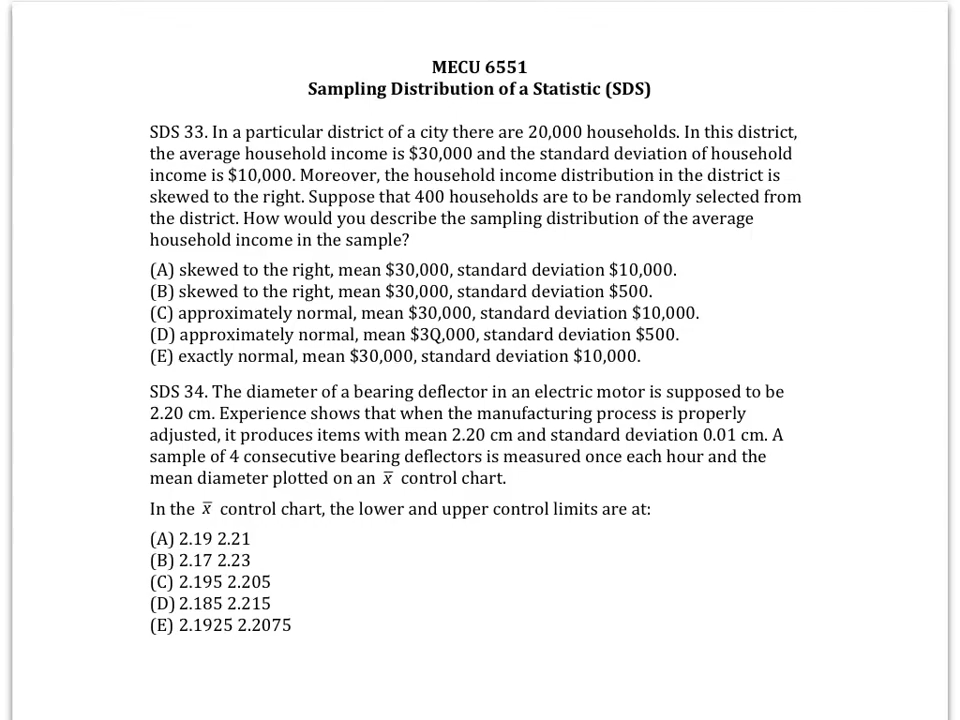 MECU 6551
Sampling Distribution of a Statistic (SDS)
SDS 33. In a particular district of a city there are 20,000 households. In this district,
the average household income is $30,000 and the standard deviation of household
income is $10,000. Moreover, the household income distribution in the district is
skewed to the right. Suppose that 400 households are to be randomly selected from
the district. How would you describe the sampling distribution of the average
household income in the sample?
(A) skewed to the right, mean $30,000, standard deviation $10,000.
(B) skewed to the right, mean $30,000, standard deviation $500.
(C) approximately normal, mean $30,000, standard deviation $10,000.
(D) approximately normal, mean $3Q,000, standard deviation $500.
(E) exactly normal, mean $30,000, standard deviation $10,000.
SDS 34. The diameter of a bearing deflector in an electric motor is supposed to be
2.20 cm. Experience shows that when the manufacturing process is properly
adjusted, it produces items with mean 2.20 cm and standard deviation 0.01 cm. A
sample of 4 consecutive bearing deflectors is measured once each hour and the
mean diameter plotted on an x̅ control chart.
In the x̅ control chart, the lower and upper control limits are at:
(A) 2.19 2.21
(B) 2.17 2.23
(C) 2.195 2.205
(D) 2.185 2.215
(E) 2.1925 2.2075